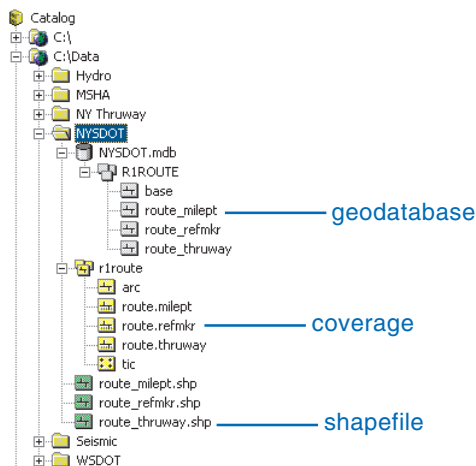 Catalog
C:\
C:\Data
Hydro
MSHA
NY Thruway
NYSDOT
NYSDOT.mdb
R1ROUTE
base
route_milept geodatabase
route_refmkr
route_thruway
r1route
arc
route.milept
route.refmkr coverage
route.thruway
tic
route_milept.shp
route_refmkr.shp
route_thruway.shp shapefile
Seismic
WSDOT